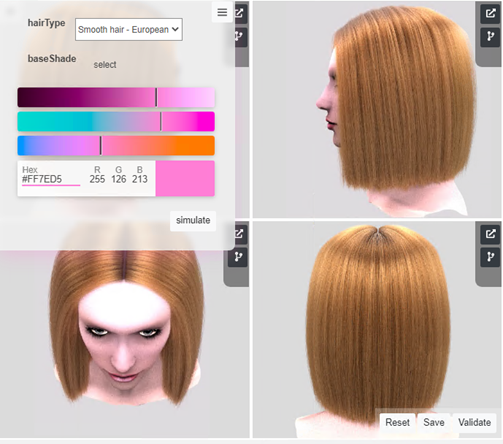 hairType
Smooth hair - European
baseShade
select
Hex R G B
#FF7ED5 255 126 213
simulate
Reset Save Validate